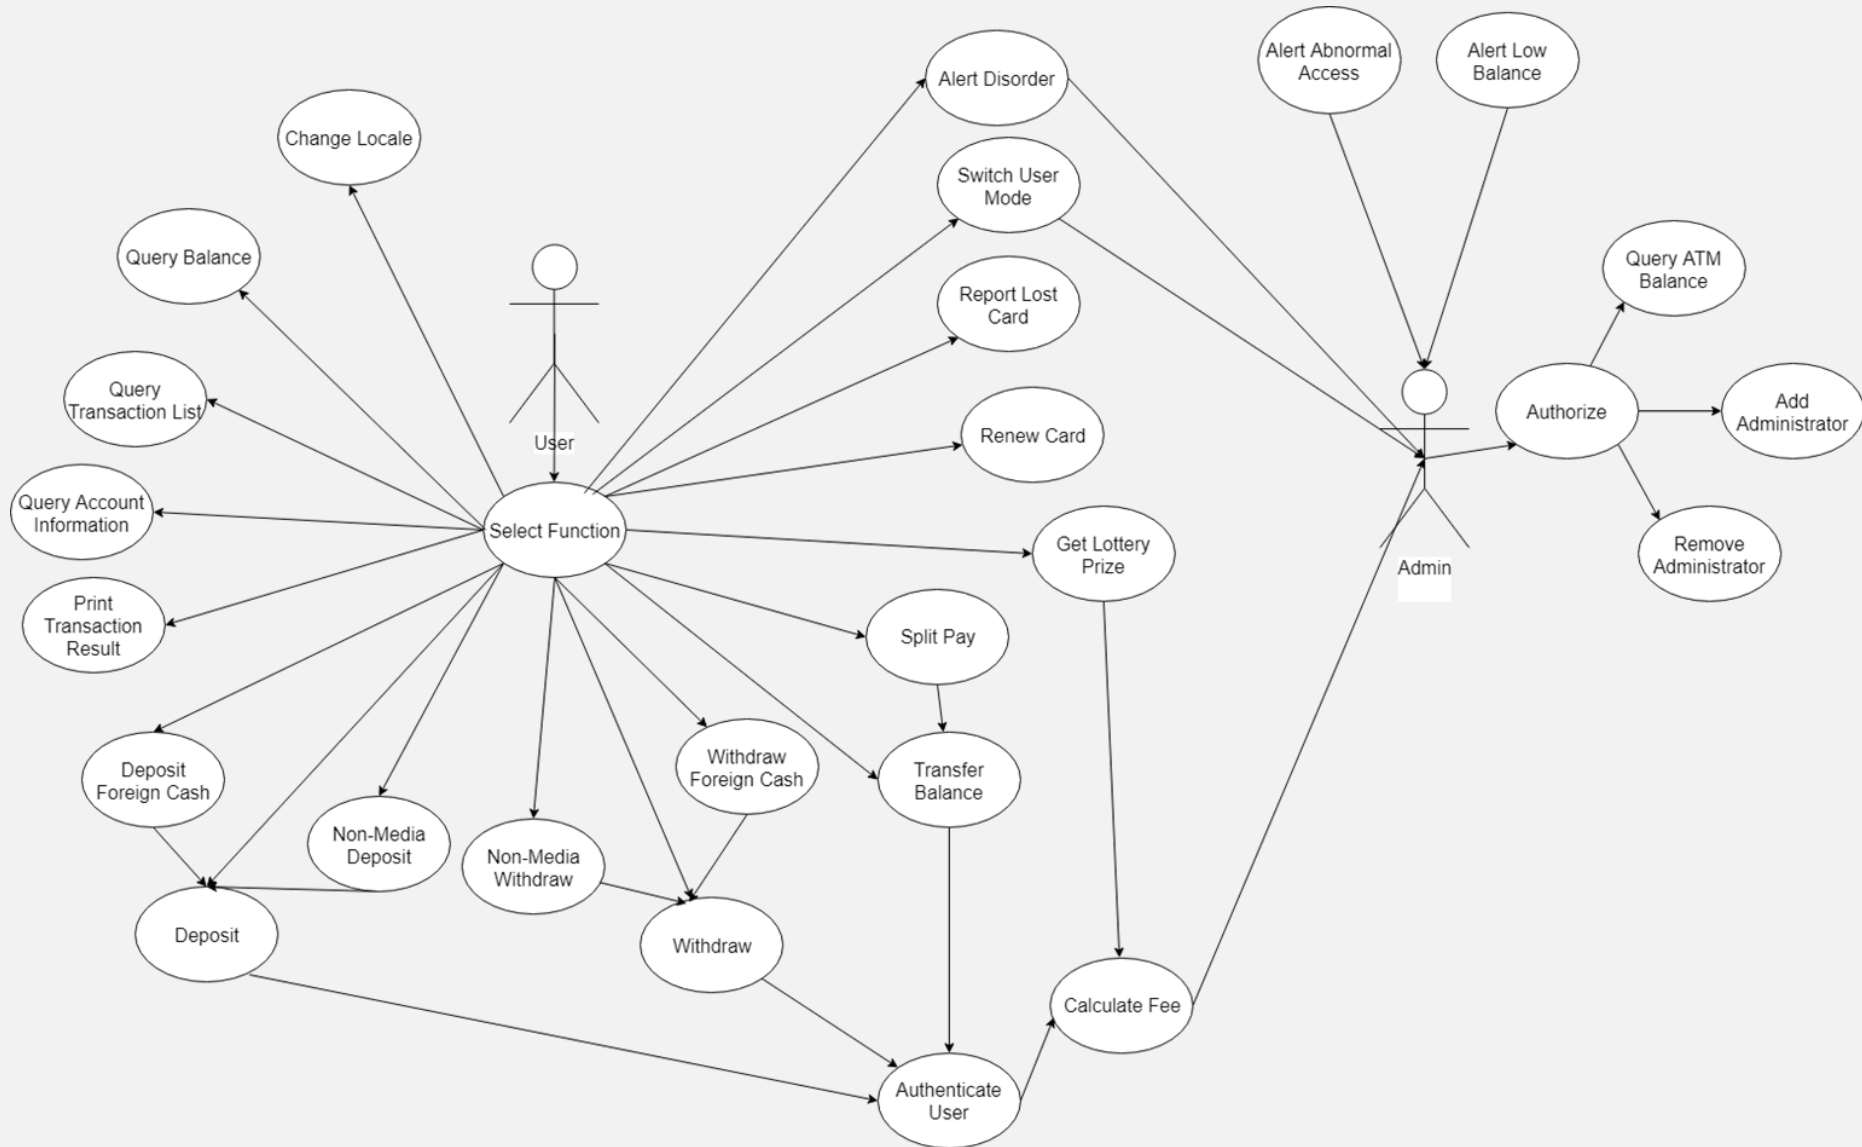 Alert Abnormal
Access
Alert Low
Balance
Alert Disorder
Change Locale
Switch User
Mode
Query Balance
Query ATM
Balance
Report Lost
Card
Query
Transaction List
Add
Administrator
Authorize
Renew Card
User
Query Account
Information
Select Function
Get Lottery
Prize
Remove
Administrator
Admin
Print
Transaction
Result
Split Pay
Deposit
Foreign Cash
Withdraw
Foreign Cash
Transfer
Balance
Non-Media
Deposit
Non-Media
Withdraw
Deposit
Withdraw
Calculate Fee
Authenticate
User